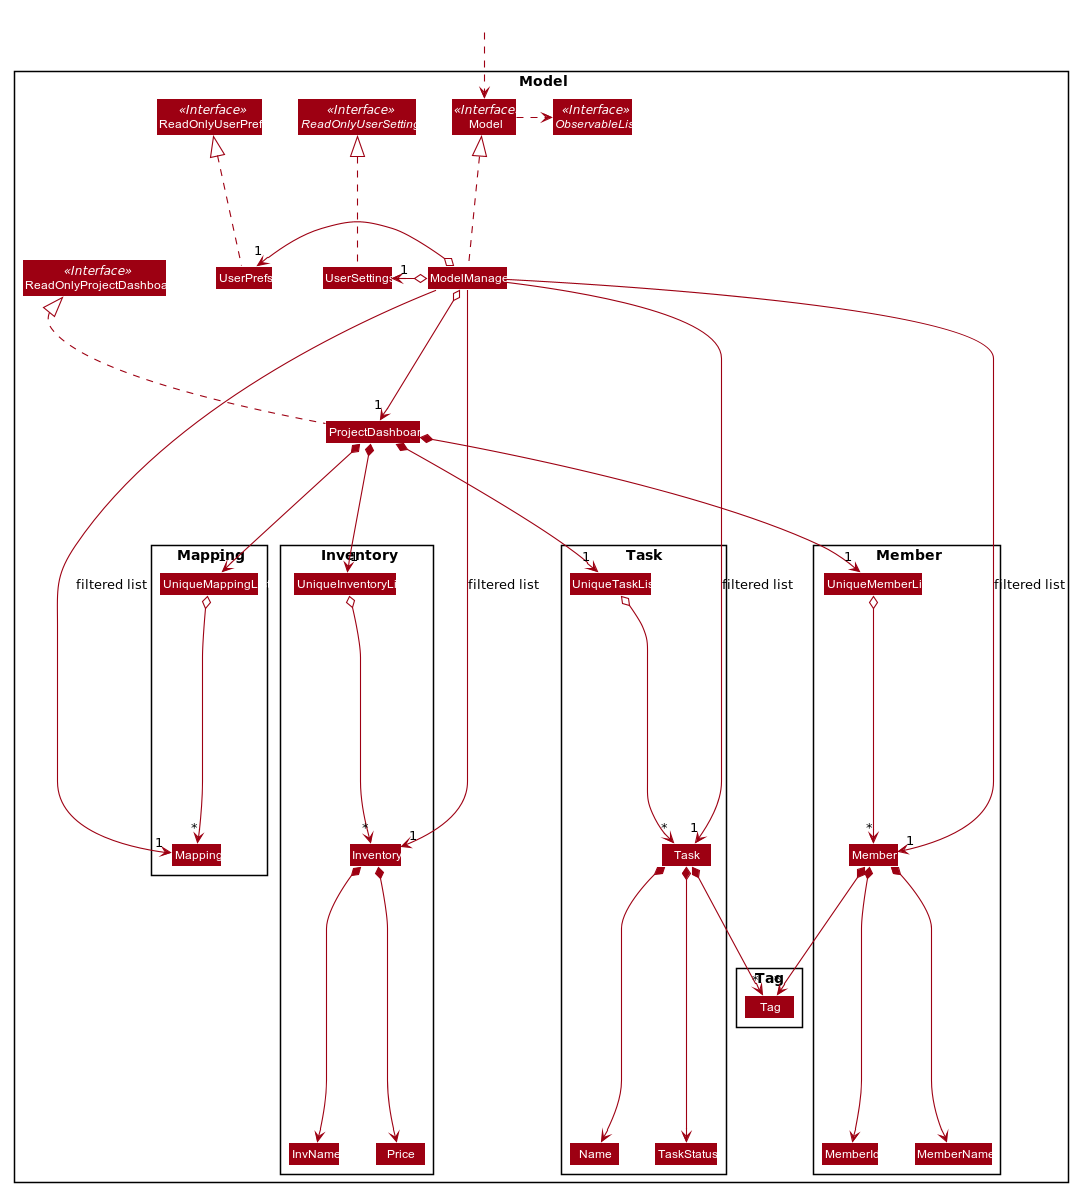 Model
«Interface»
ReadOnlyUserPref
«Interface»
ReadOnlyUserSetting
«Interface
Model
«Interface»
ObservableLis
1
1
«Interface»
ReadOnlyProjectDashboa
UserPrefs
UserSettings
ModelManage
1
ProjectDashboar
Mapping
Inventory
Task
Member
1
1
1
1
filtered list
UniqueMappingLi
UniqueInventoryLi
filtered list
UniqueTaskLis
filtered list
UniqueMemberLi
filtered list
*
*
*
1
*
1
1
1
Mapping
Inventory
Task
Member
Tag
*
*
Tag
InvName
Price
Name
TaskStatus
MemberId
MemberName